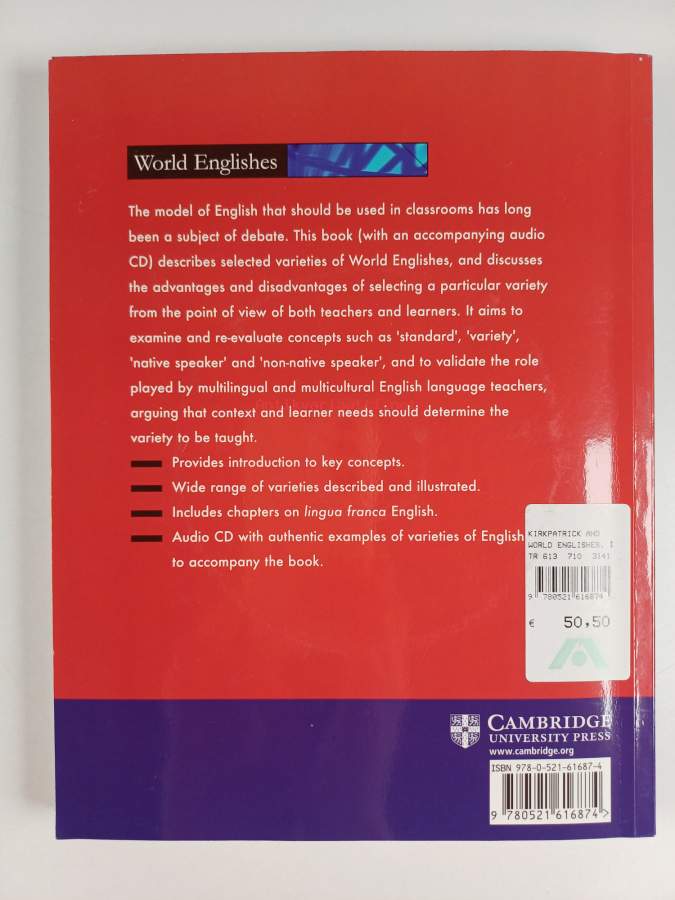 World Englishes
The model of English that should be used in classrooms has long
been a subject of debate. This book (with an accompanying audio
CD) describes selected varieties of World Englishes, and discusses
the advantages and disadvantages of selecting a particular variety
from the point of view of both teachers and learners. It aims to
examine and re-evaluate concepts such as 'standard', 'variety',
'native speaker' and 'non-native speaker', and to validate the role
played by multilingual and multicultural English language teachers,
arguing that context and learner needs should determine the
variety to be taught.
Provides introduction to key concepts.
Wide range of varieties described and illustrated.
Includes chapters on lingua franca English.
Audio CD with authentic examples of varieties of English
to accompany the book.
KIRKPATRICK AND
WORLD ENGLISHES.
TR 613 710 3141
9 780521 616874
€ 50,50
CAMBRIDGE
UNIVERSITY PRESS
www.cambridge.org
ISBN 978-0-521-61687-4
9 780521 616874 >